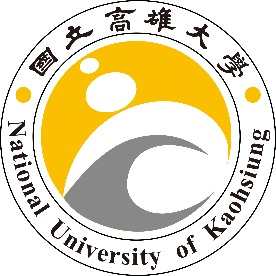 國立高雄大學
National University of Kaohsiung